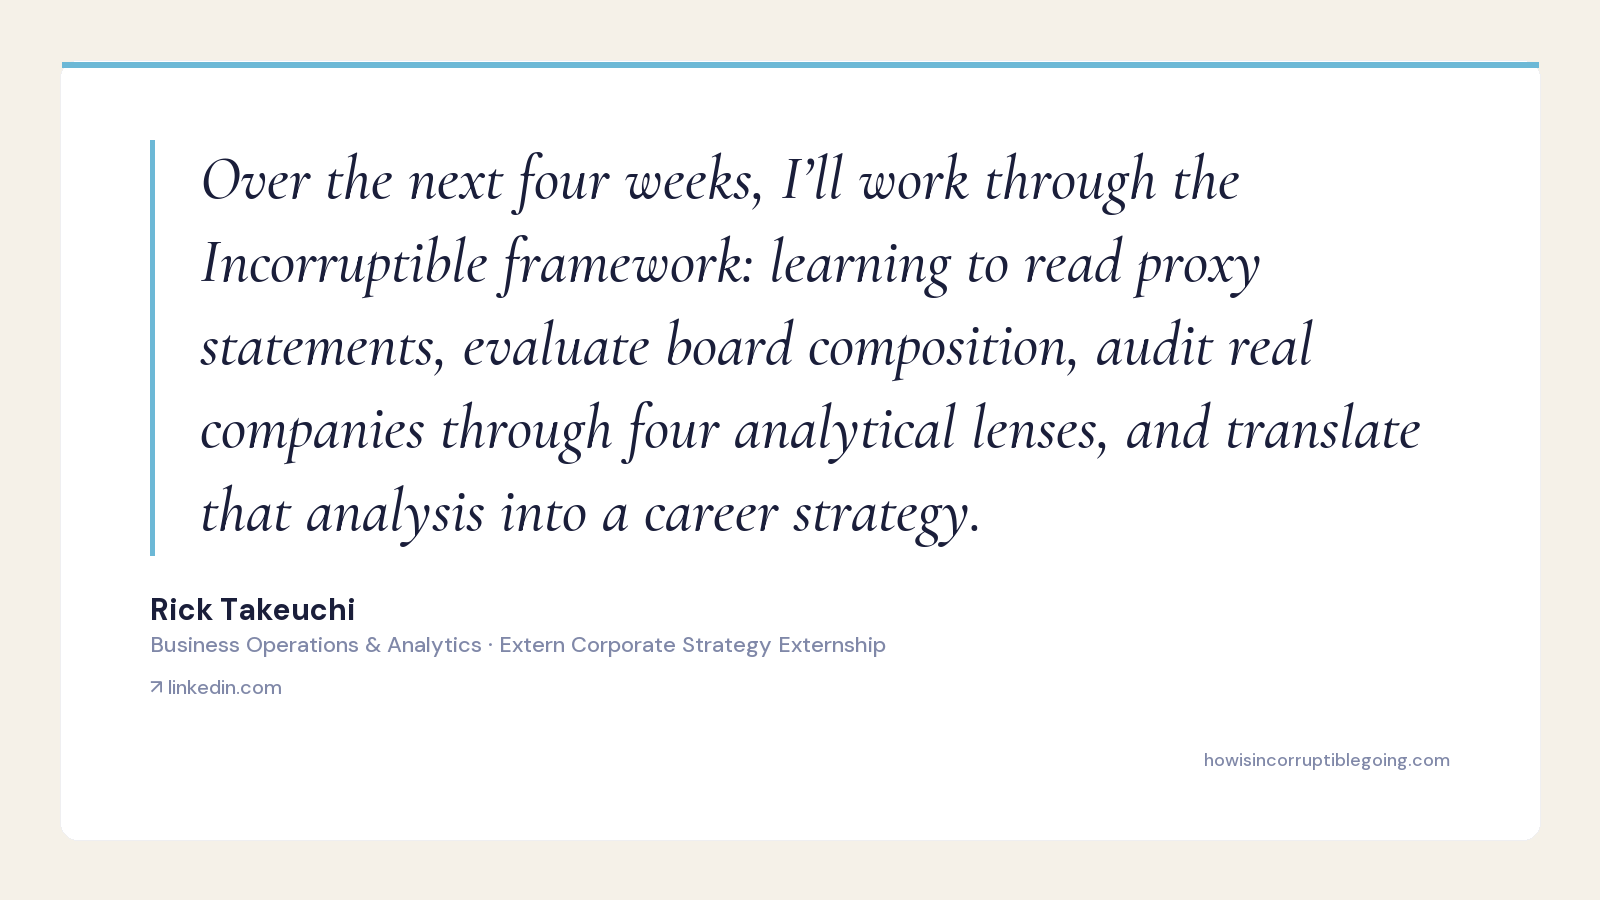 Over the next four weeks, I’ll work through the
Incorruptible framework: learning to read proxy
statements, evaluate board composition, audit real
companies through four analytical lenses, and translate
that analysis into a career strategy.
Rick Takeuchi
Business Operations & Analytics · Extern Corporate Strategy Externship
↗ linkedin.com
howisincorruptiblegoing.com